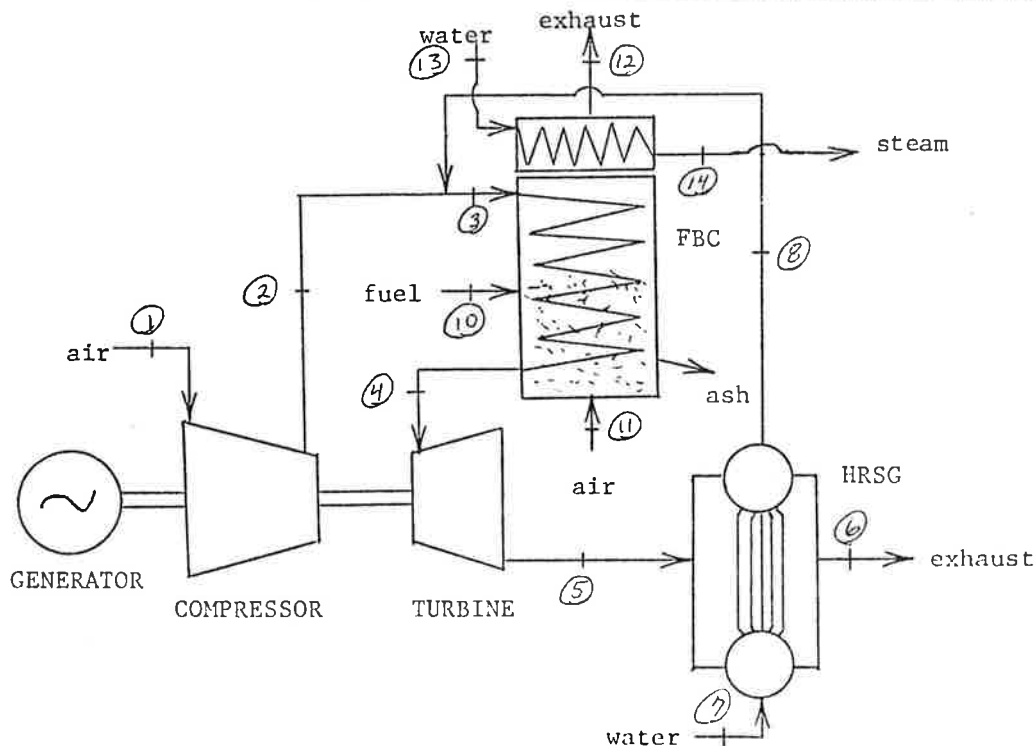 exhaust
water
13
12
steam
14
3
FBC
8
2
fuel
10
1
air
4
ash
11
air
HRSG
6
exhaust
5
GENERATOR
COMPRESSOR
TURBINE
7
water